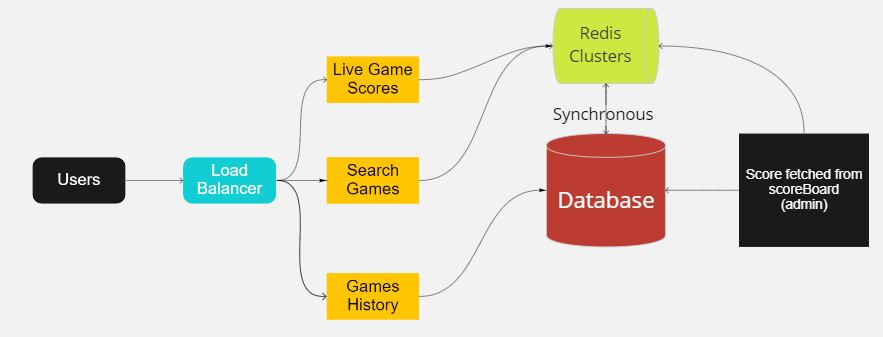 Redis
Clusters
Live Game
Scores
Synchronous
Users
Load
Balancer
Search
Games
Database
Score fetched from
scoreBoard
(admin)
Games
History